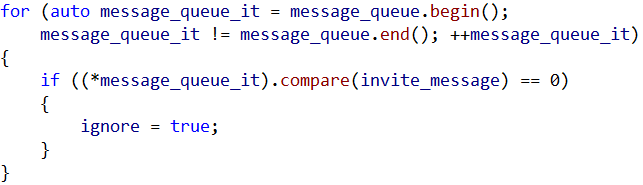 for (auto message_queue_it = message_queue.begin();
    message_queue_it != message_queue.end(); ++message_queue_it)
{
    if ((*message_queue_it).compare(invite_message) == 0)
    {
        ignore = true;
    }
}